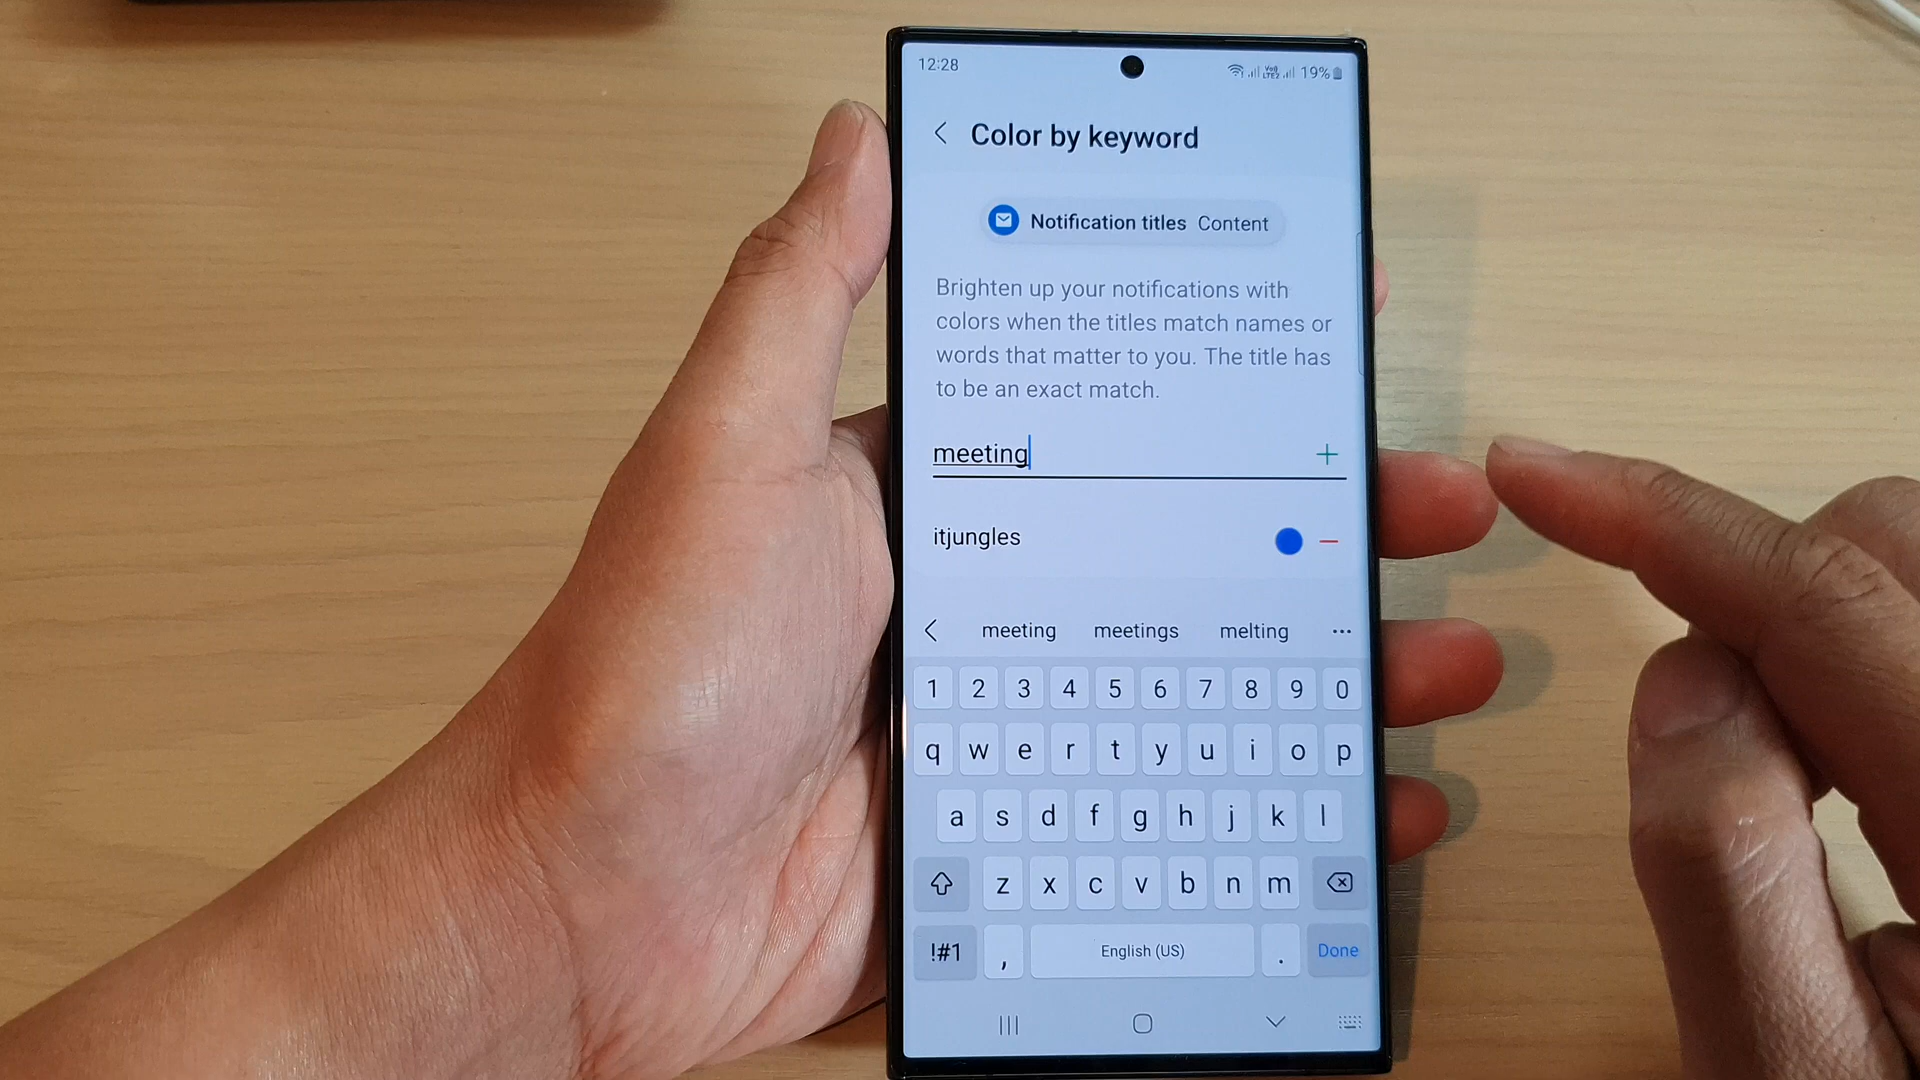 12:28 19%
Color by keyword
Notification titles Content
Brighten up your notifications with
colors when the titles match names or
words that matter to you. The title has
to be an exact match.
meeting
itjungles
meeting meetings melting
1 2 3 4 5 6 7 8 9 0
q w e r t y u i o p
a s d f g h j k l
z x c v b n m
!#1 , English (US) . Done